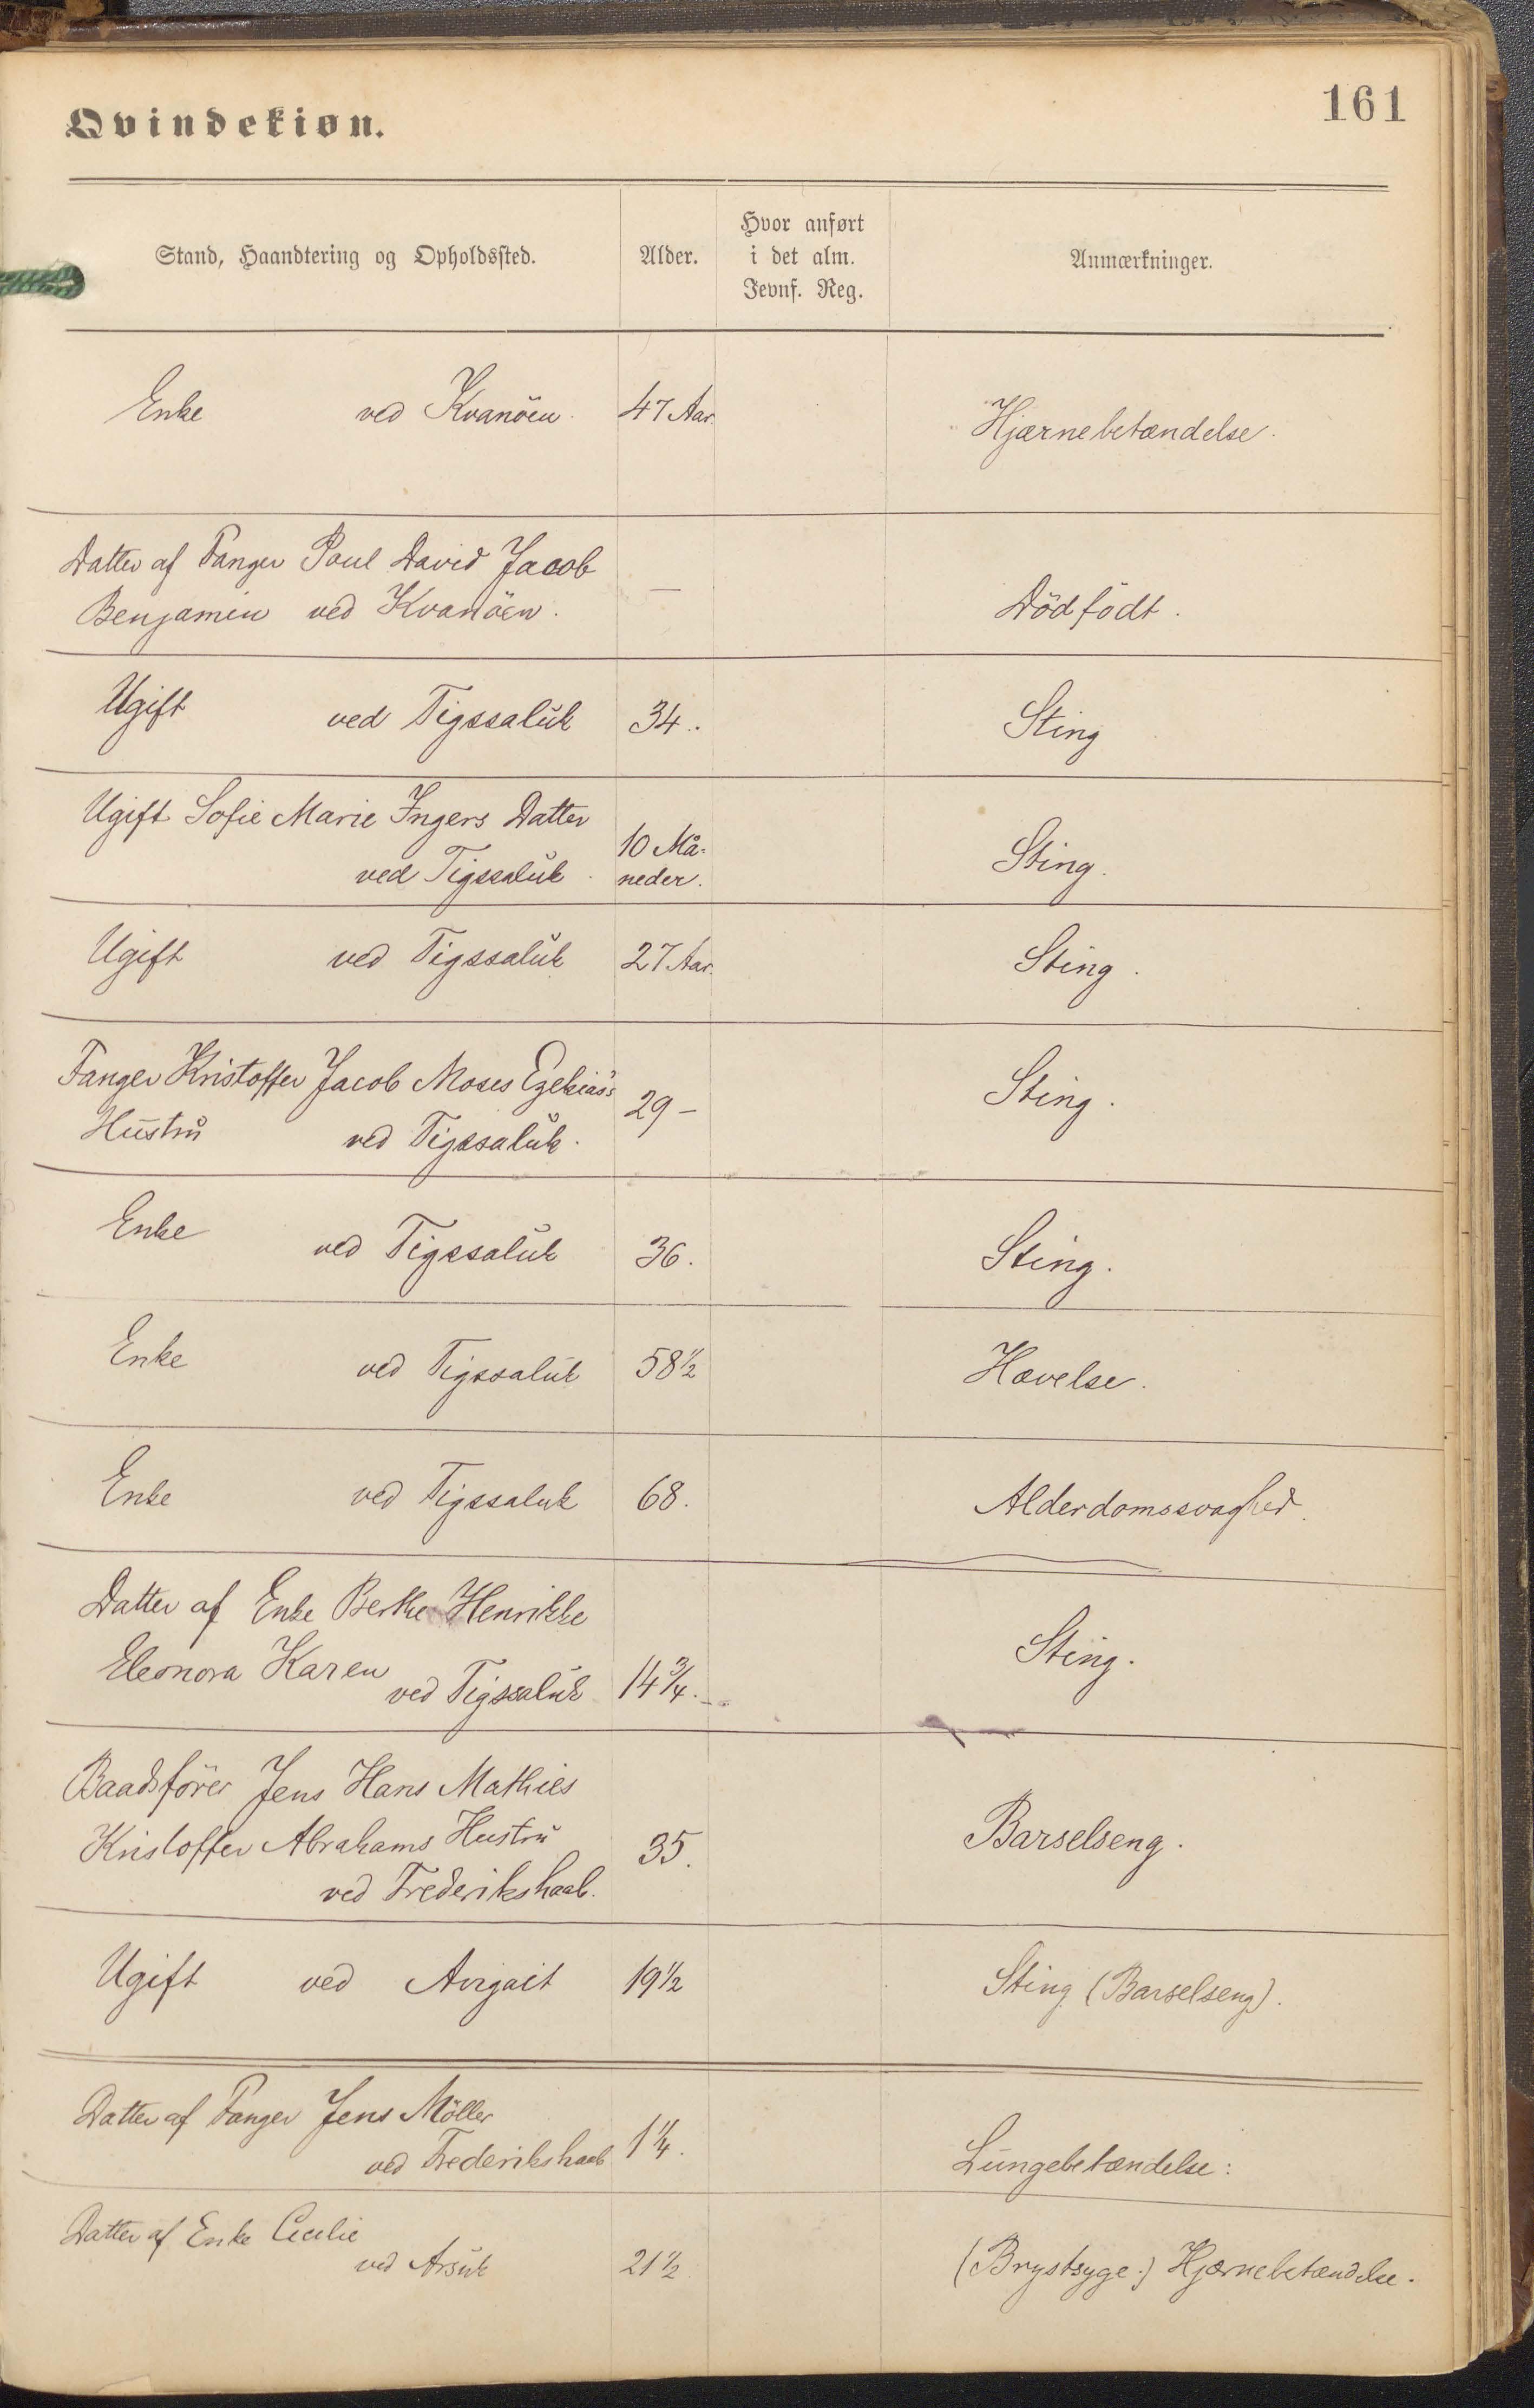 Qvindekiøn.
161
Stand, Haandtering og Opholdssted.
Alder.
Hvor anført
i det alm.
Jevnf. Reg.
Anmærkninger.
Enke ved Kvanöen. 47 Aar. Hjærnebetændelse.
Datter af Fanger Poul David Jacob
Benjamin ved Kvanöen. — Dödfödt.
Ugift ved Tigssaluk 34.. Sting
Ugift Sofie Marie Ingers Datter
ved Tigssaluk. 10 Må-
neder. Sting.
Ugift ved Tigssaluk 27 Aar. Sting.
Fanger Kristoffer Jacob Moses Ezekias's
Hustru ved Tigssaluk. 29 – Sting.
Enke ved Tigssaluk 36. Sting.
Enke ved Tigssaluk 58½ Hævelse.
Enke ved Tigssaluk 68. Alderdomssvaghed.
Datter af Enke Berthe Henrikke
Eleonora Karen
ved Tigssaluk 14¾. Sting.
Baadsförer Jens Hans Mathies
Kristoffer Abrahams Hustru
ved Frederikshaab. 35. Barselseng.
Ugift ved Avigait 19½ Sting (Barselseng).
Datter af Fanger Jens Möller
ved Frederikshaab 1¼. Lungebetændelse:
Datter af Enke Cecilie
ved Arsuk 21½. (Brystsyge.) Hjærnebetændelse.